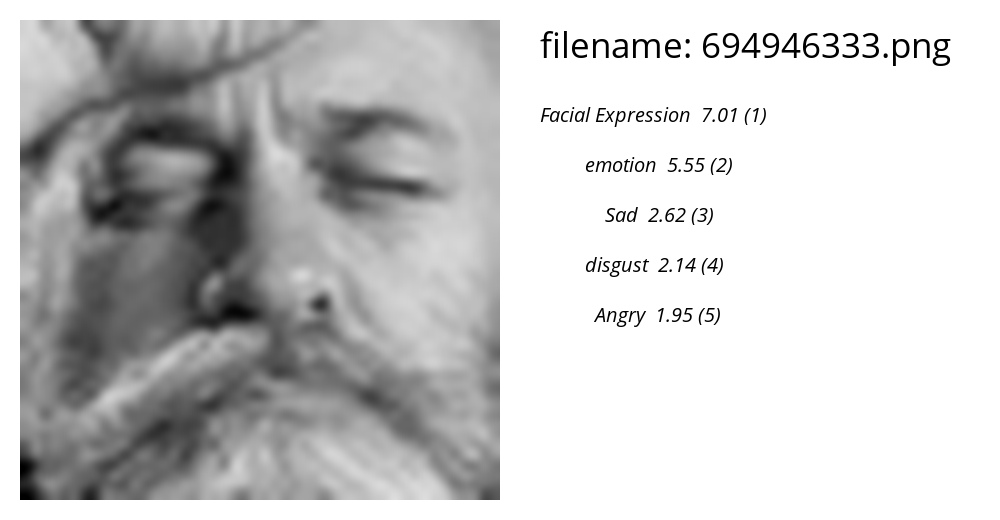 filename: 694946333.png
Facial Expression 7.01 (1)
emotion 5.55 (2)
Sad 2.62 (3)
disgust 2.14 (4)
Angry 1.95 (5)